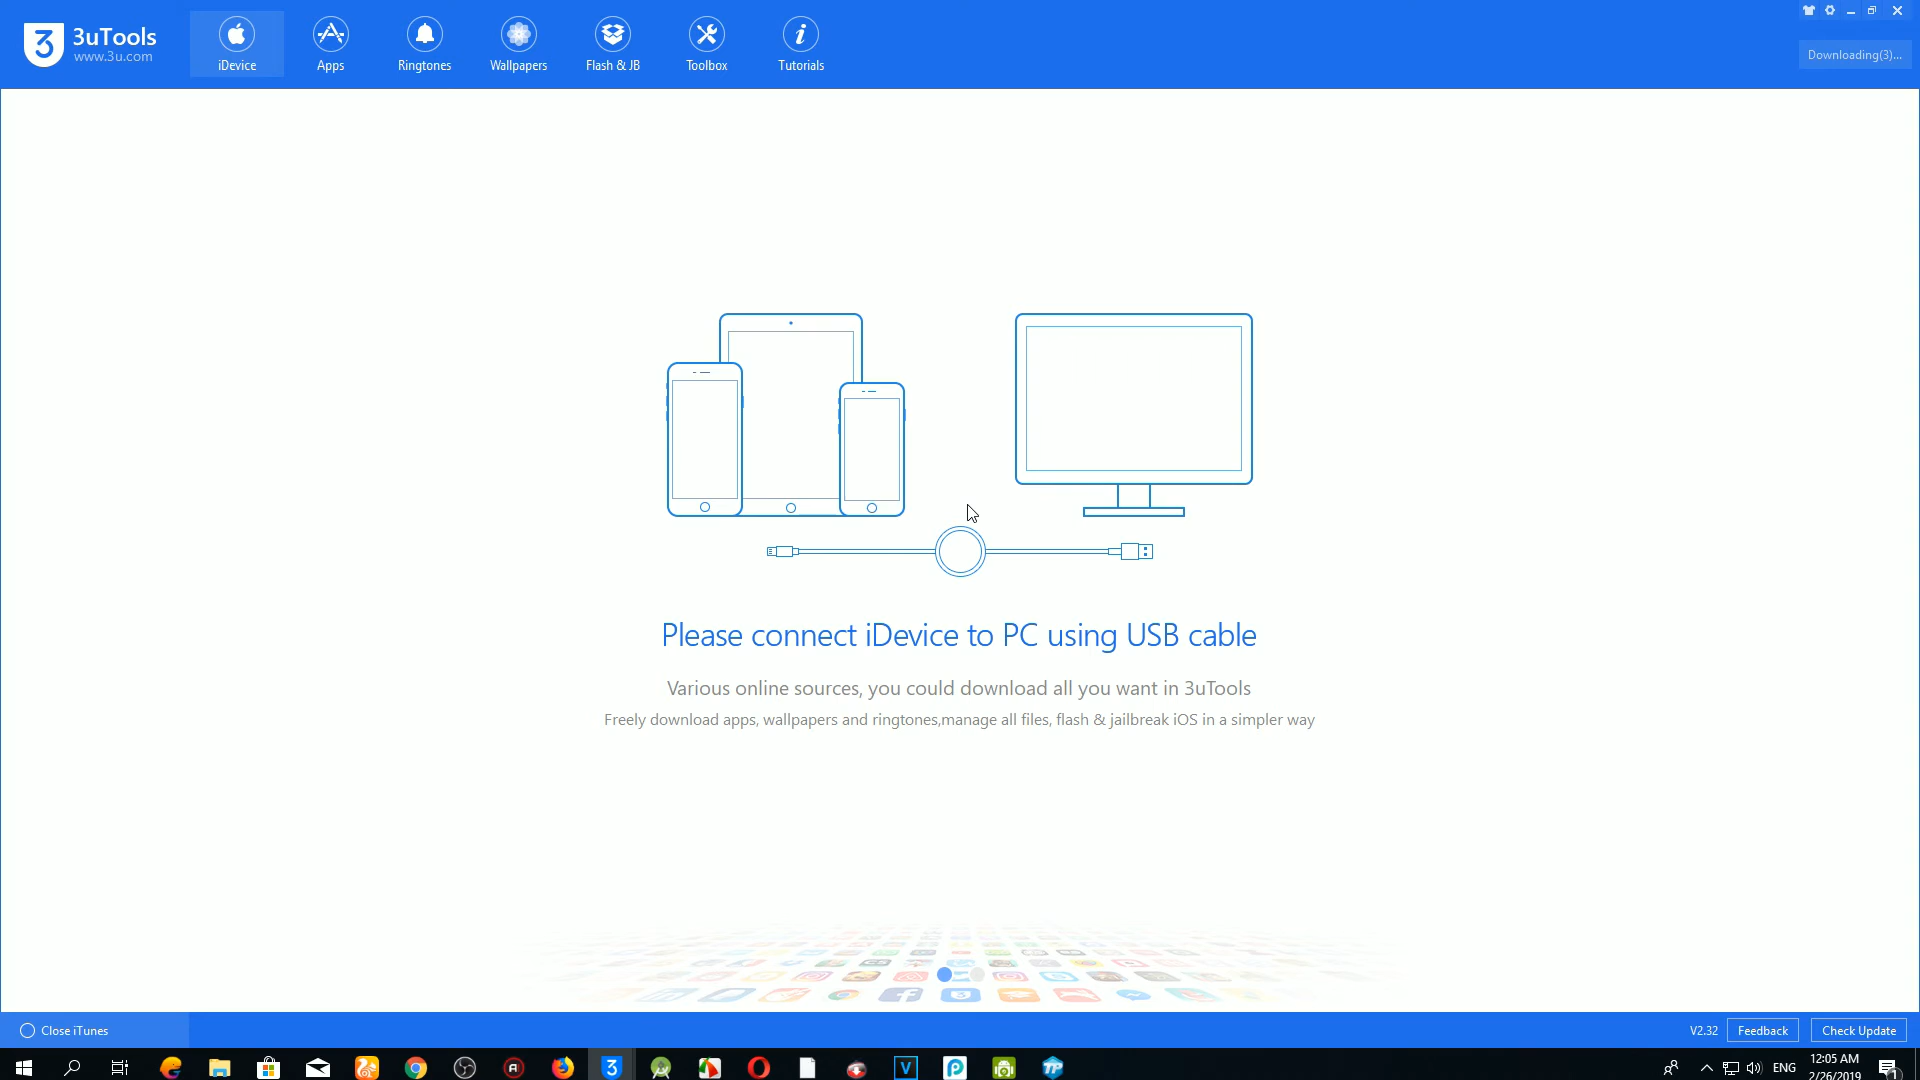 3 3uTools
www.3u.com
iDevice
Apps
Ringtones
Wallpapers
Flash & JB
Toolbox
Tutorials
Downloading(3)...
Please connect iDevice to PC using USB cable
Various online sources, you could download all you want in 3uTools
Freely download apps, wallpapers and ringtones,manage all files, flash & jailbreak iOS in a simpler way
Close iTunes
V2.32
Feedback
Check Update
ENG
12:05 AM
2/26/2019
1